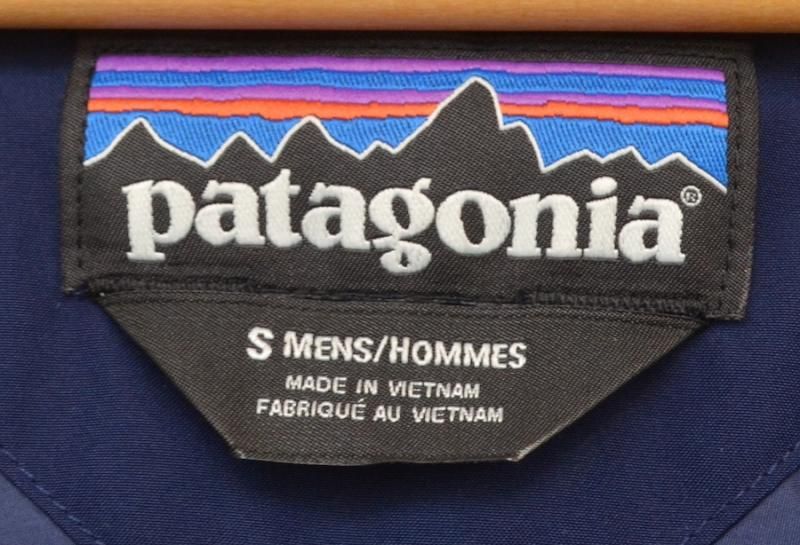 patagonia®
S MENS/HOMMES
MADE IN VIETNAM
FABRIQUÉ AU VIETNAM